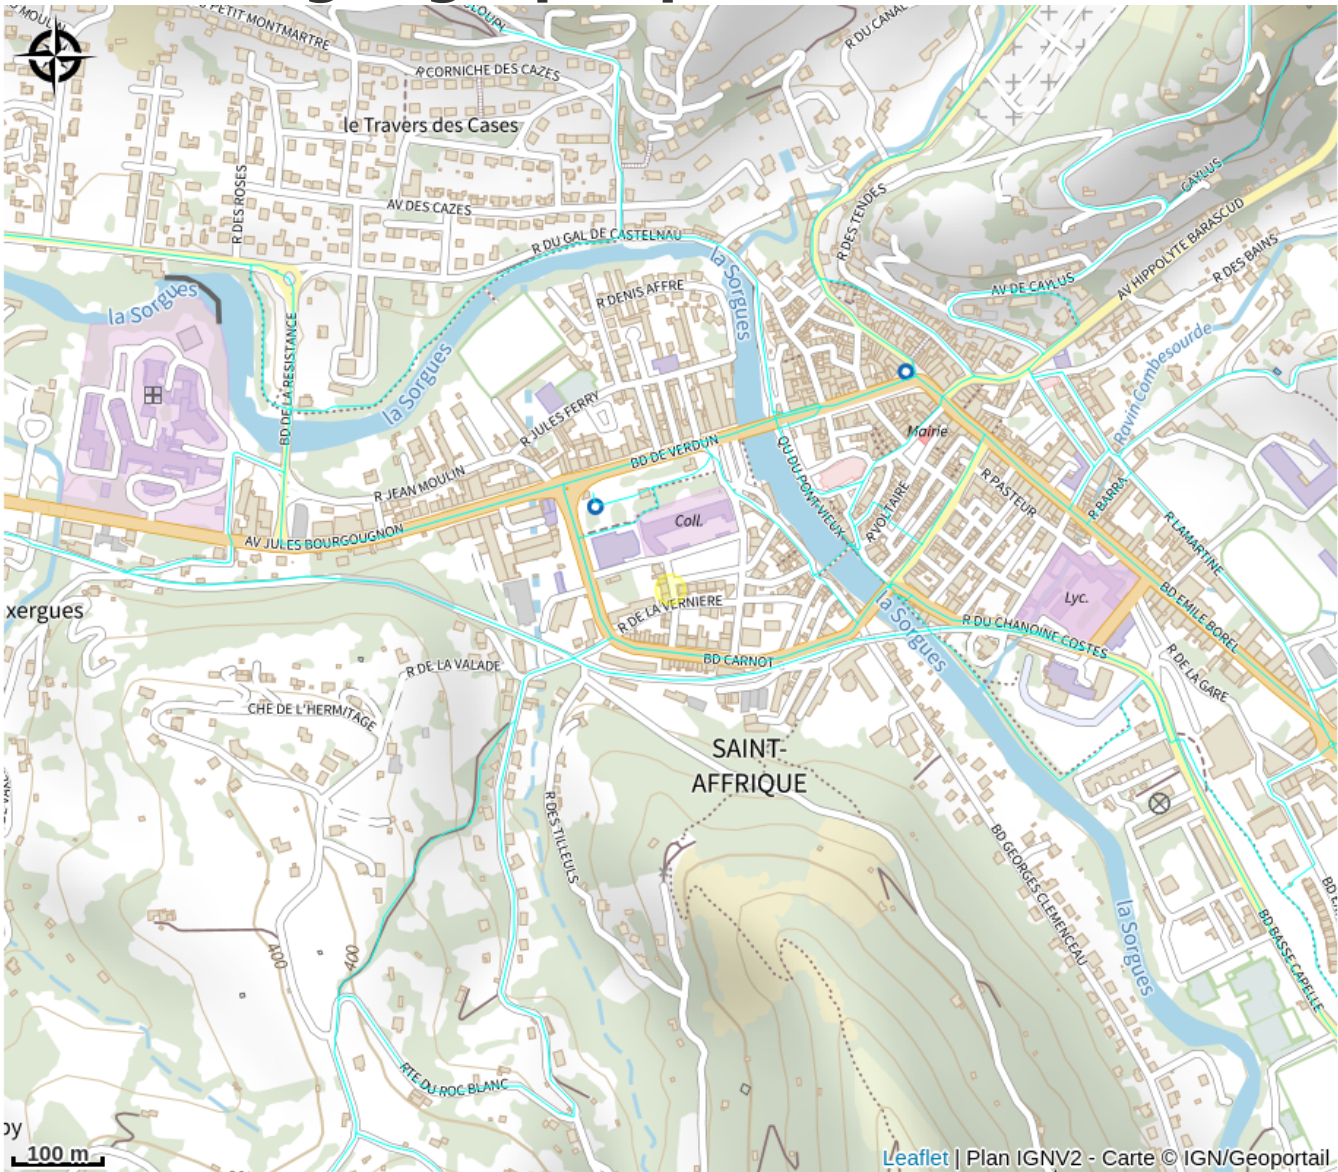 R PETIT MONTMARTRE
R DU CANAL
R CORNICHE DES CAZES
le Travers des Cases
R DES ROSES
AV DES CAZES
R DU GAL DE CASTELNAU
R DES TENDES
CAYLUS
AV HIPPOLYTE BARASCUD
R DES BAINS
AV DE CAYLUS
la Sorgues
la Sorgues
R DENIS AFFRE
BD DE LA RESISTANCE
la Sorgues
R JULES FERRY
Ravin Combesourde
Mairie
BD DE VERDUN
QU DU PONT VIEUX
R JEAN MOULIN
R PASTEUR
R VOLTAIRE
R BARRA
R LAMARTINE
Coll.
AV JULES BOURGOUGNON
xergues
R DE LA VERNIERE
Lyc.
BD EMILE BOREL
la Sorgues
R DU CHANOINE COSTES
BD CARNOT
R DE LA VALADE
R DE LA GARE
CHE DE L'HERMITAGE
SAINT-
AFFRIQUE
R DES TILLEULS
BD GEORGES CLEMENCEAU
la Sorgues
BD BASSE CAPELLE
400
400
RTE DU ROC BLANC
by
100 m
Leaflet | Plan IGNV2 - Carte © IGN/Geoportail